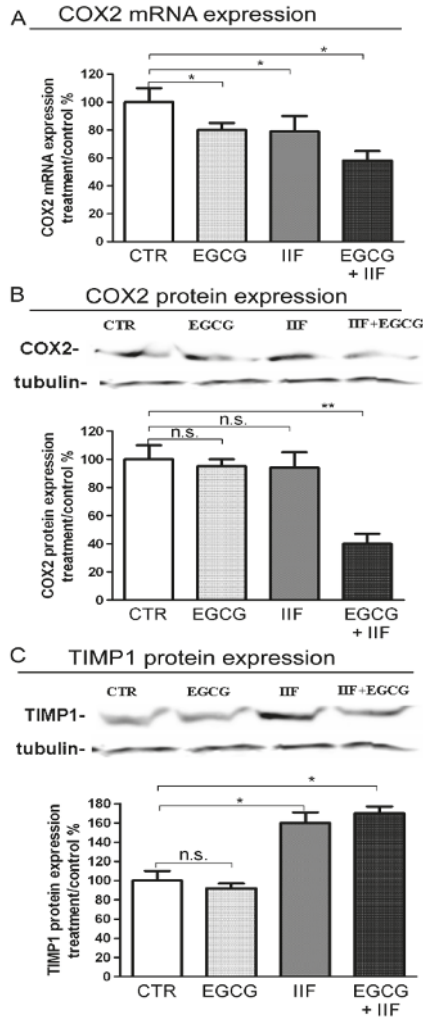 A COX2 mRNA expression
COX2 mRNA expression
treatment/control %
120
100
80
60
40
20
0
*
*
*
CTR EGCG IIF EGCG
+ IIF
B COX2 protein expression
CTR EGCG IIF IIF+EGCG
COX2-
tubulin-
COX2 protein expression
treatment/control %
120
100
80
60
40
20
0
**
n.s.
n.s.
CTR EGCG IIF EGCG
+ IIF
C TIMP1 protein expression
CTR EGCG IIF IIF+EGCG
TIMP1-
tubulin-
TIMP1 protein expression
treatment/control %
180
160
140
120
100
80
60
40
20
0
*
*
n.s.
CTR EGCG IIF EGCG
+ IIF